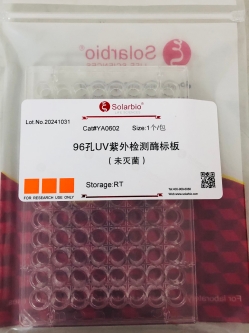 Solarbio
Lot.No.20241031
Solarbio
Cat#YA0602 Size:1个/包
96孔UV紫外检测酶标板
(未灭菌)
Storage:RT
FOR RESEARCH USE ONLY